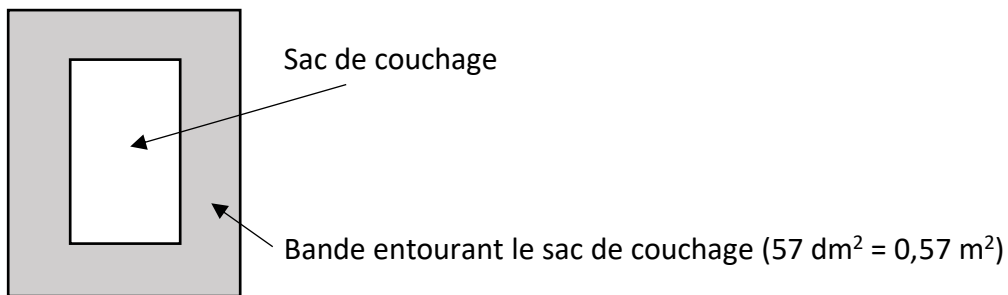 Sac de couchage
Bande entourant le sac de couchage (57 dm² = 0,57 m²)